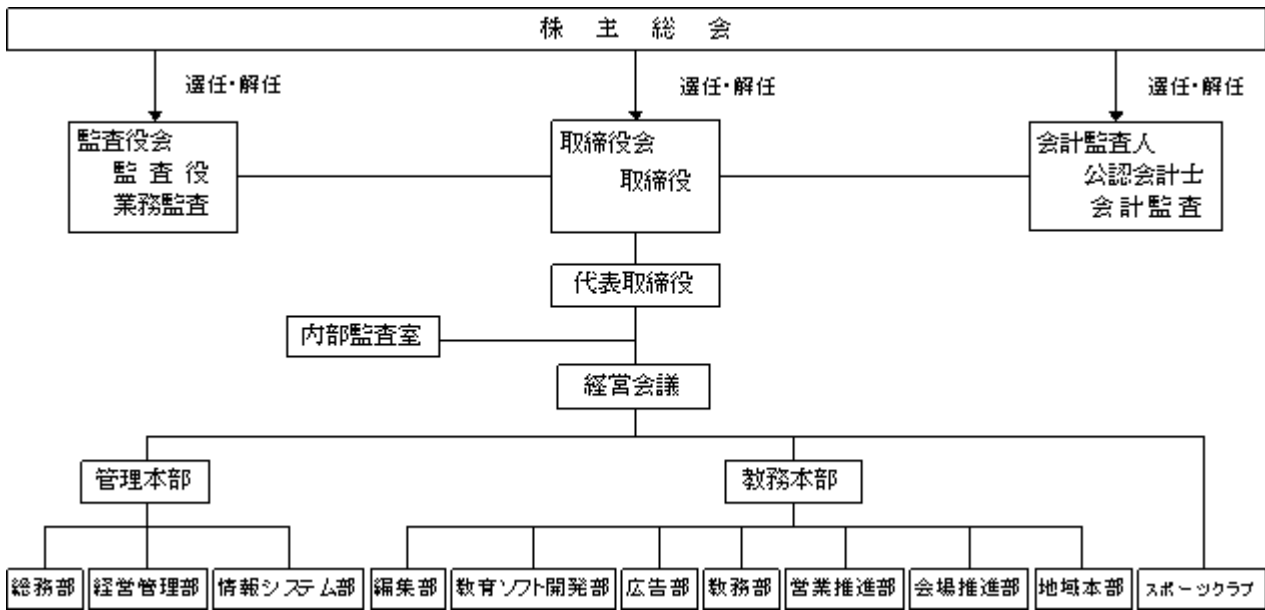 株主総会
選任・解任
選任・解任
選任・解任
監査役会
監査役
業務監査
取締役会
取締役
会計監査人
公認会計士
会計監査
代表取締役
内部監査室
経営会議
管理本部
教務本部
総務部
経営管理部
情報システム部
編集部
教育ソフト開発部
広告部
教務部
営業推進部
会場推進部
地域本部
スポーツクラブ